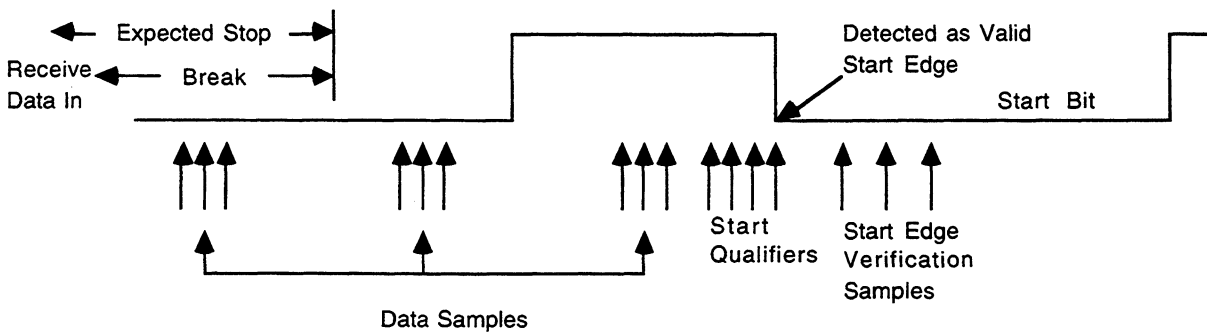 Expected Stop
Receive
Data In
Break
Detected as Valid
Start Edge
Start Bit
Start
Qualifiers
Start Edge
Verification
Samples
Data Samples